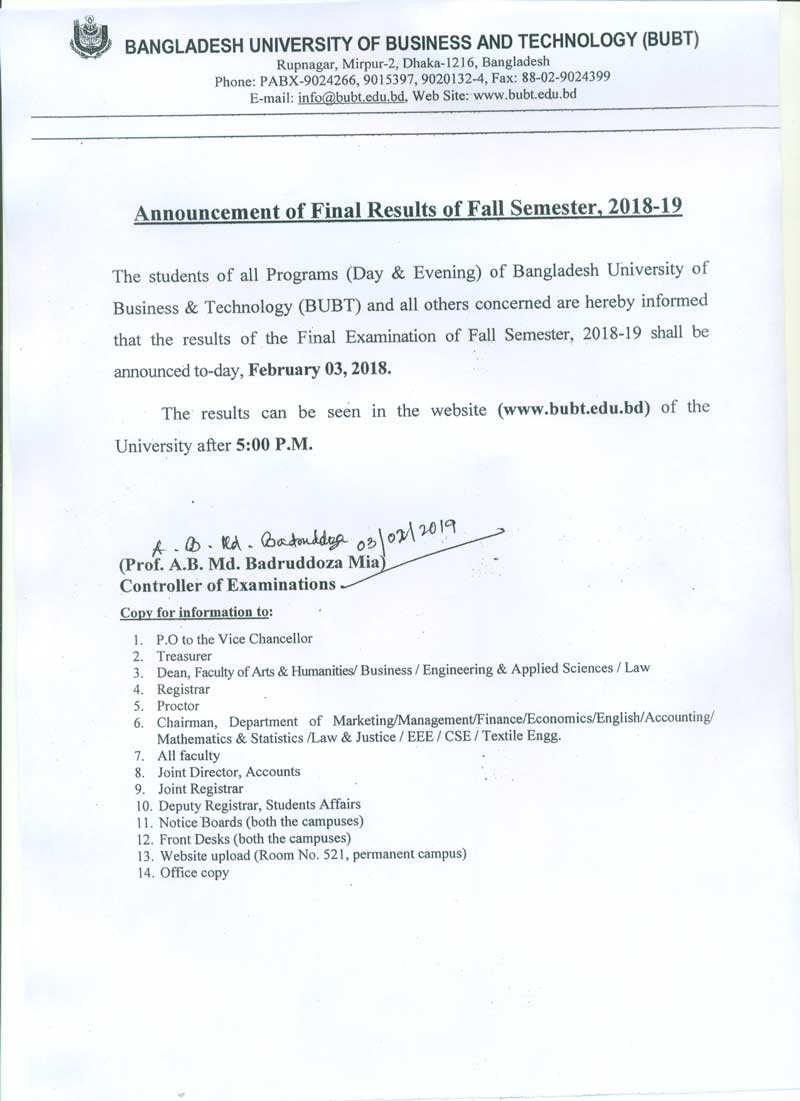 BANGLADESH UNIVERSITY OF BUSINESS AND TECHNOLOGY (BUBT)
Rupnagar, Mirpur-2, Dhaka-1216, Bangladesh
Phone: PABX-9024266, 9015397, 9020132-4, Fax: 88-02-9024399
E-mail: info@bubt.edu.bd, Web Site: www.bubt.edu.bd
Announcement of Final Results of Fall Semester, 2018-19
The students of all Programs (Day & Evening) of Bangladesh University of
Business & Technology (BUBT) and all others concerned are hereby informed
that the results of the Final Examination of Fall Semester, 2018-19 shall be
announced to-day, February 03, 2018.
The results can be seen in the website (www.bubt.edu.bd) of the
University after 5:00 P.M.
A. B. Md. Badruddoza 03/02/2019
(Prof. A.B. Md. Badruddoza Mia)
Controller of Examinations
Copy for information to:
1. P.O to the Vice Chancellor
2. Treasurer
3. Dean, Faculty of Arts & Humanities/ Business / Engineering & Applied Sciences / Law
4. Registrar
5. Proctor
6. Chairman, Department of Marketing/Management/Finance/Economics/English/Accounting/
Mathematics & Statistics /Law & Justice / EEE / CSE / Textile Engg.
7. All faculty
8. Joint Director, Accounts
9. Joint Registrar
10. Deputy Registrar, Students Affairs
11. Notice Boards (both the campuses)
12. Front Desks (both the campuses)
13. Website upload (Room No. 521, permanent campus)
14. Office copy